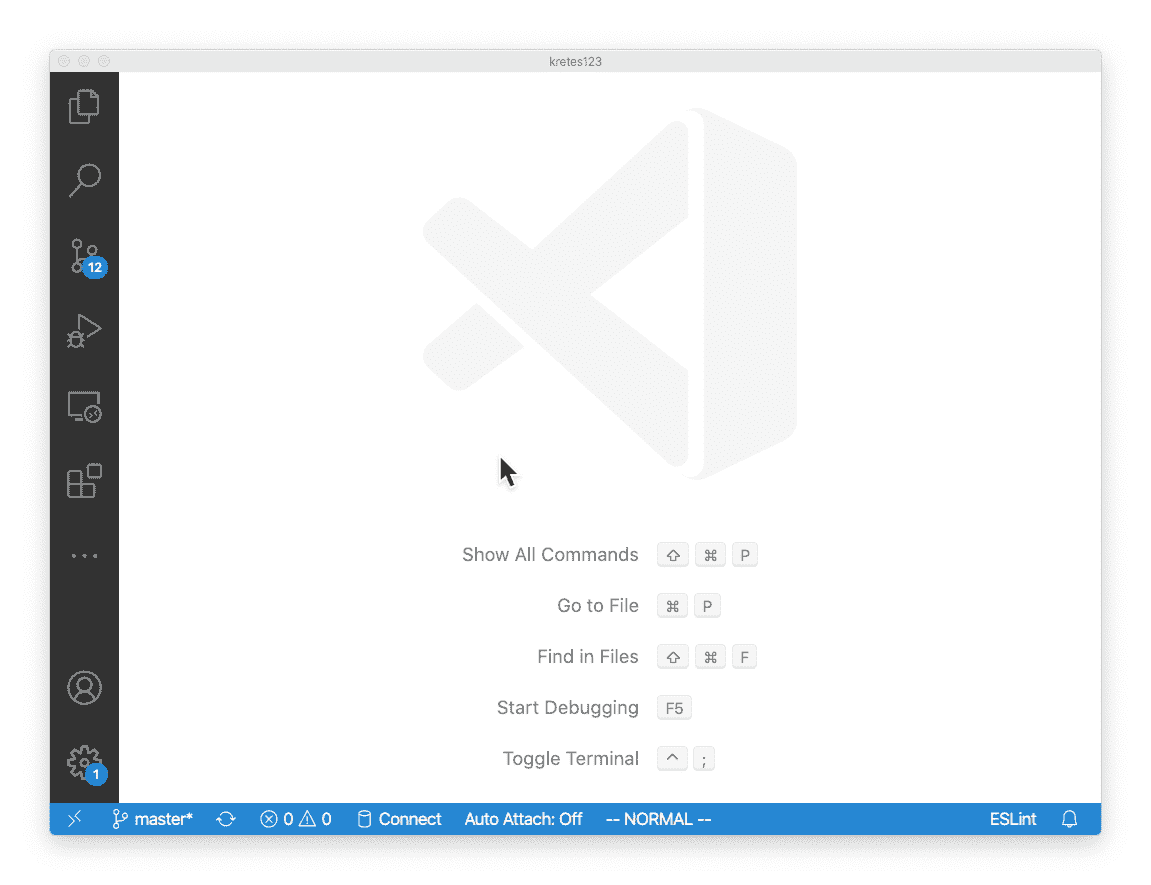 kretes123
12
Show All Commands ⇧ ⌘ P
Go to File ⌘ P
Find in Files ⇧ ⌘ F
Start Debugging F5
Toggle Terminal ^ ;
1
master* 0 0 Connect Auto Attach: Off -- NORMAL -- ESLint